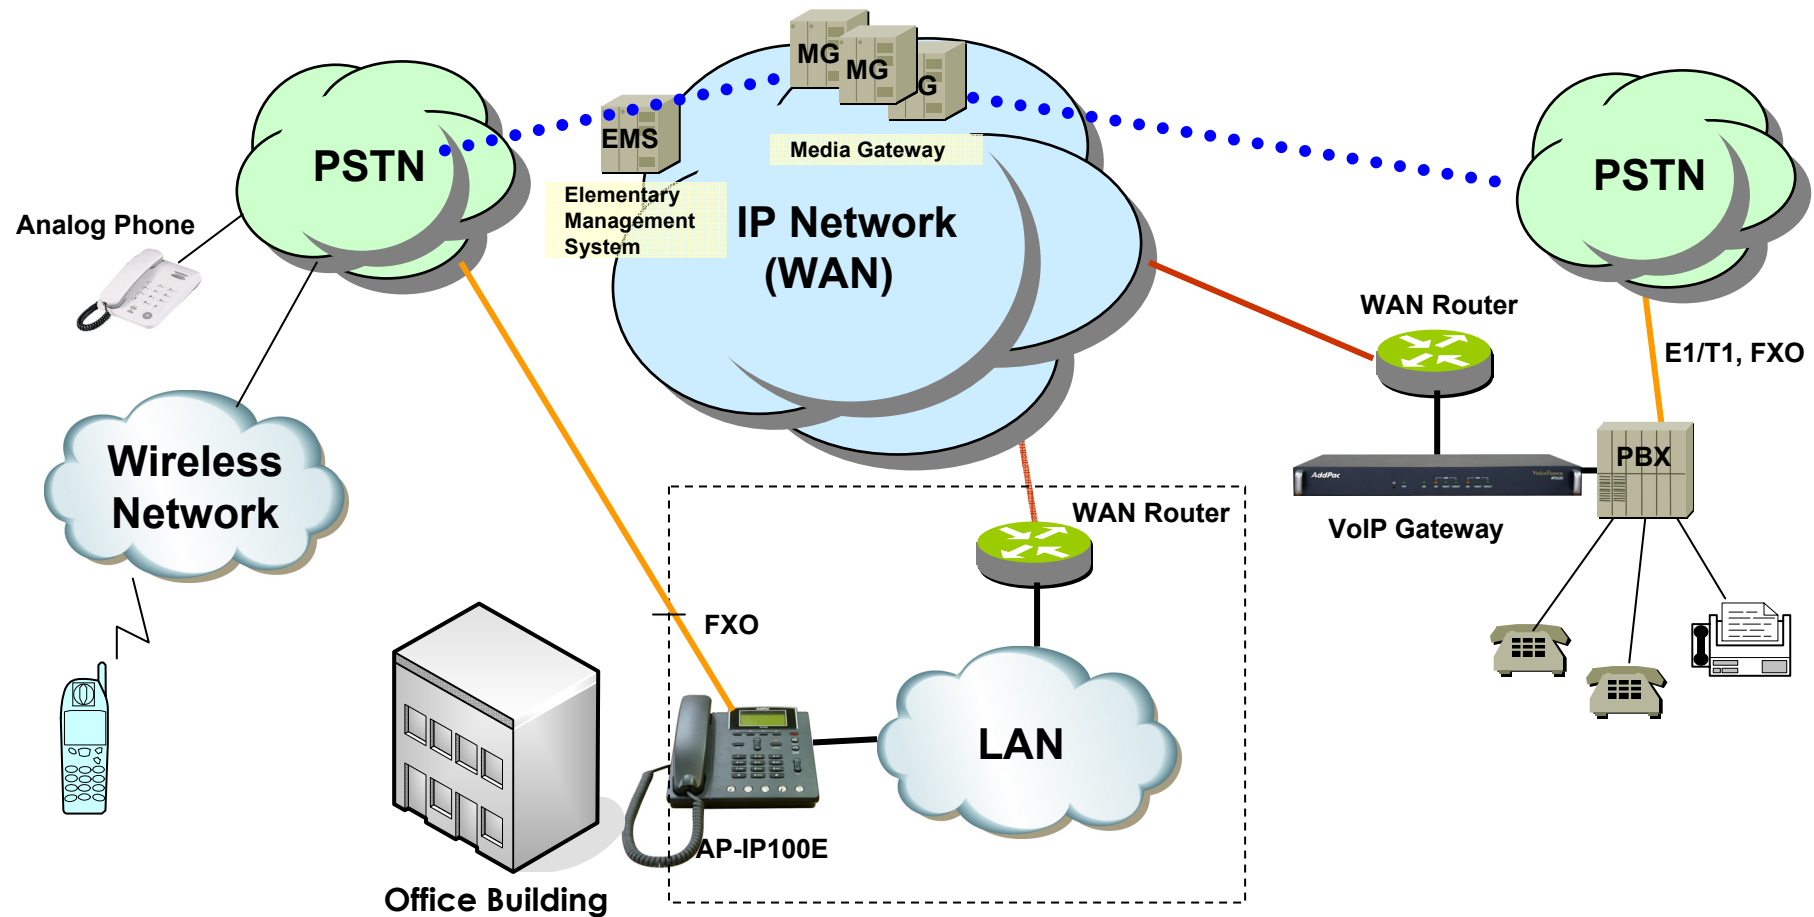 MG
MG
G
EMS
Media Gateway
PSTN
PSTN
Elementary
Management
System
IP Network
(WAN)
Analog Phone
WAN Router
E1/T1, FXO
Wireless
Network
PBX
AddPac
VoIP Gateway
WAN Router
FXO
LAN
AP-IP100E
Office Building